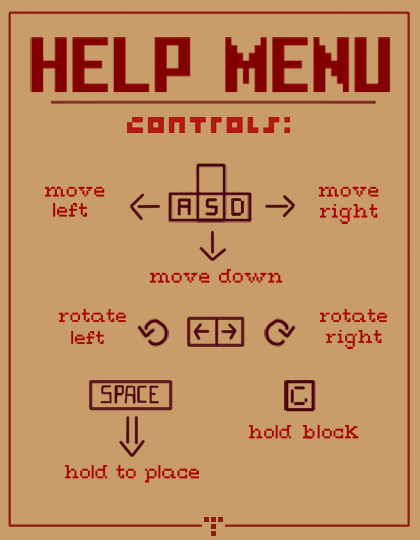 HELP MENU
CONTROLS:
move left
A S D
move right
move down
rotate left
← →
rotate right
SPACE
C
hold block
hold to place